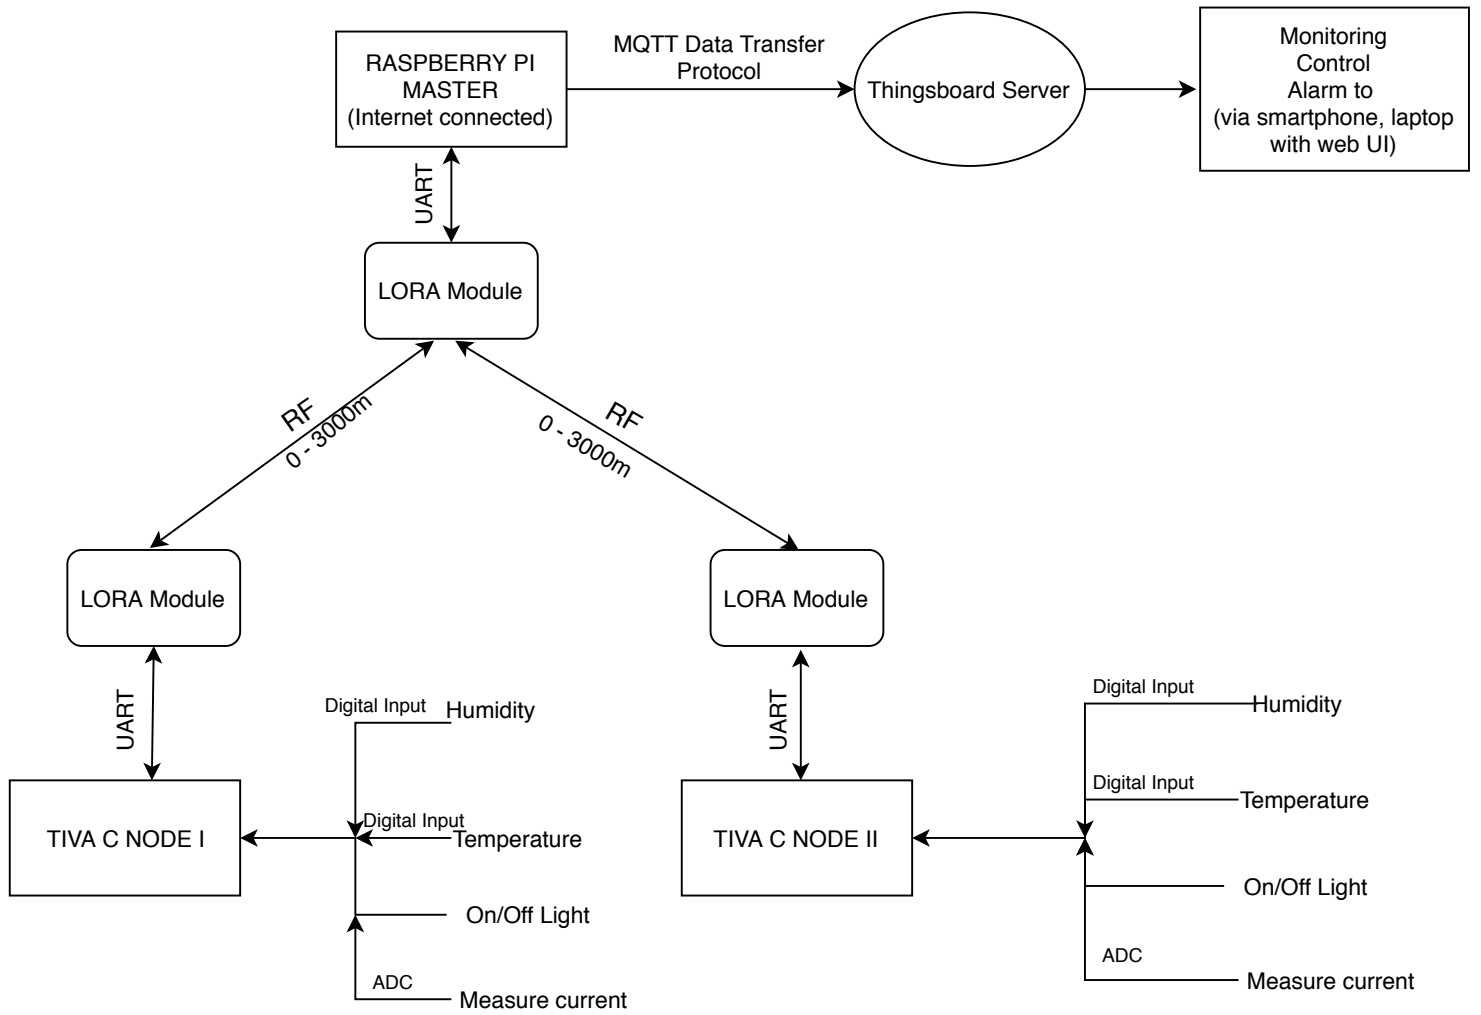 RASPBERRY PI
MASTER
(Internet connected)
MQTT Data Transfer
Protocol
Thingsboard Server
Monitoring
Control
Alarm to
(via smartphone, laptop
with web UI)
UART
LORA Module
RF
0 - 3000m
RF
0 - 3000m
LORA Module
LORA Module
UART
UART
Digital Input
Humidity
Digital Input
Temperature
On/Off Light
ADC
Measure current
TIVA C NODE I
TIVA C NODE II
Digital Input
Humidity
Digital Input
Temperature
On/Off Light
ADC
Measure current